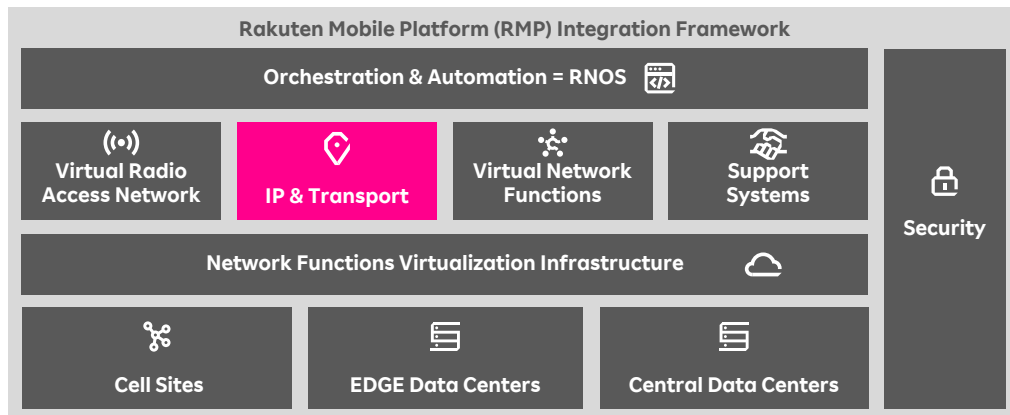 Rakuten Mobile Platform (RMP) Integration Framework
Orchestration & Automation = RNOS
Virtual Radio
Access Network
IP & Transport
Virtual Network
Functions
Support
Systems
Security
Network Functions Virtualization Infrastructure
Cell Sites
EDGE Data Centers
Central Data Centers